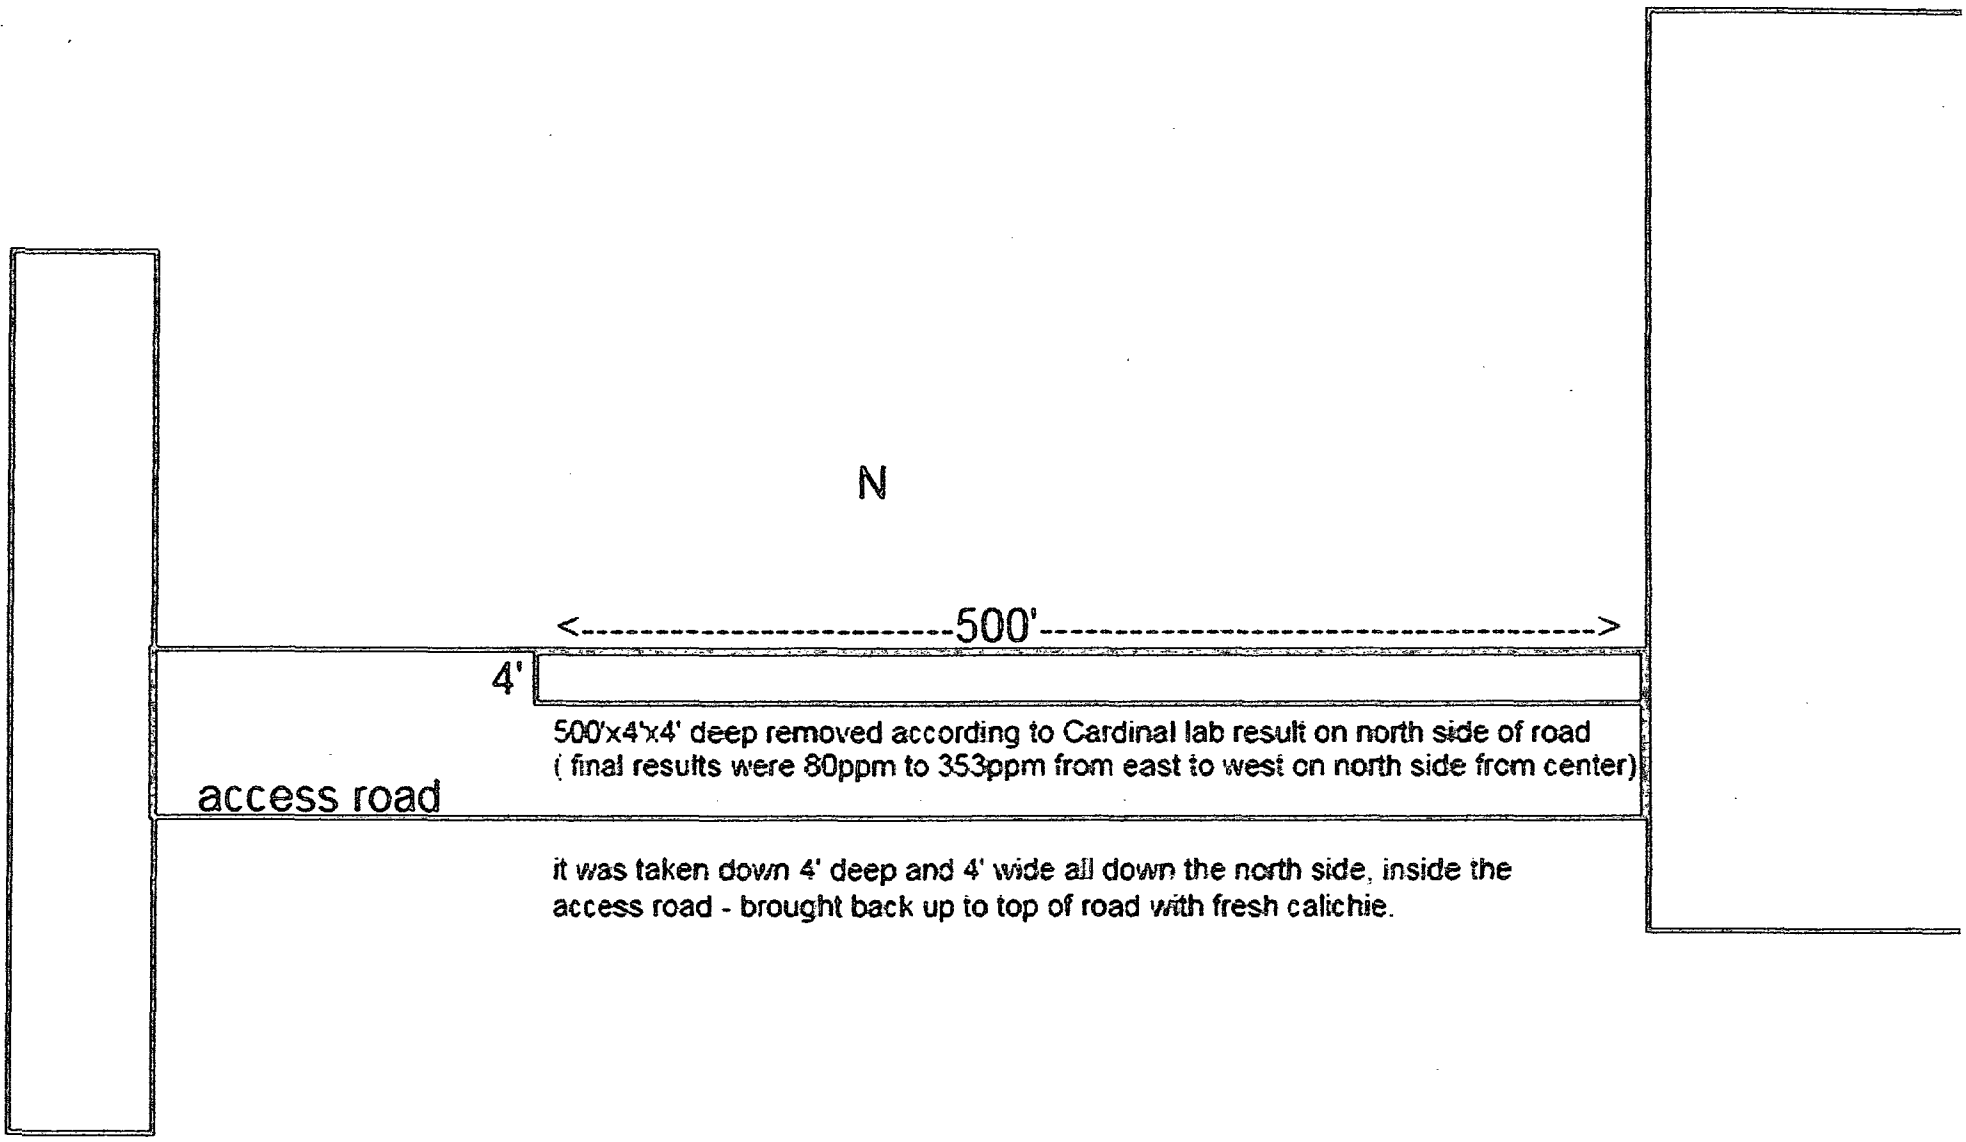 N
<-------------------------500'---------------------------------------->
4'
500'x4'x4' deep removed according to Cardinal lab result on north side of road
( final results were 80ppm to 353ppm from east to west on north side from center)
access road
it was taken down 4' deep and 4' wide all down the north side, inside the
access road - brought back up to top of road with fresh calichie.